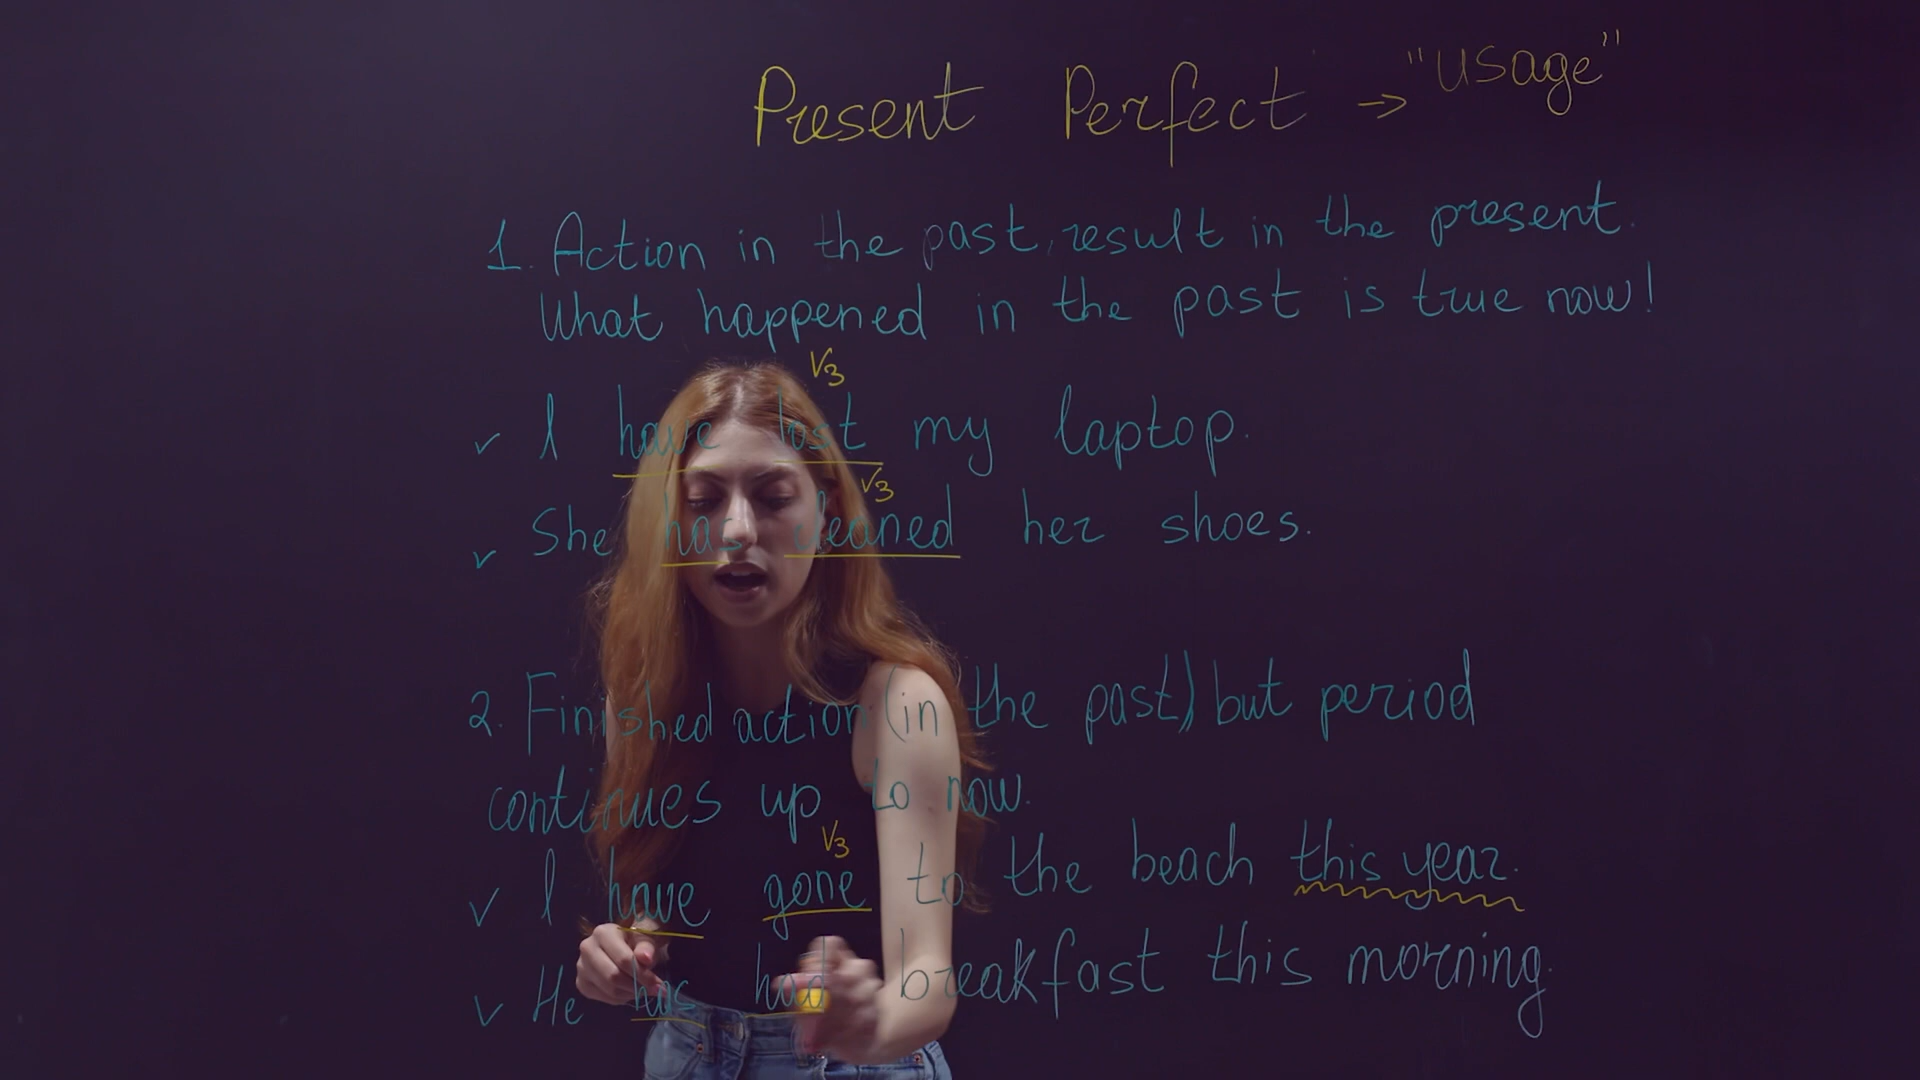 Present Perfect → "usage"
1. Action in the past, result in the present.
What happened in the past is true now!
V3
✓ I have lost my laptop.
V3
✓ She has cleaned her shoes.
2. Finished action (in the past) but period
continues up to now.
V3
✓ I have gone to the beach this year.
✓ He has had breakfast this morning.